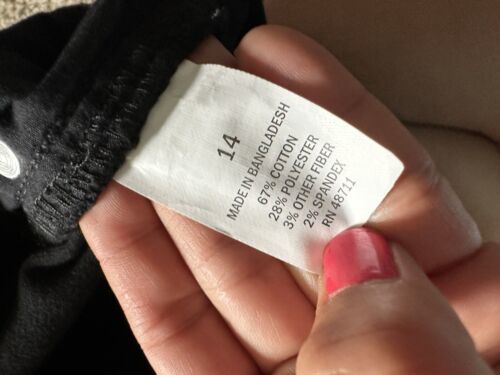 14
MADE IN BANGLADESH
67% COTTON
28% POLYESTER
3% OTHER FIBER
2% SPANDEX
RN 48711